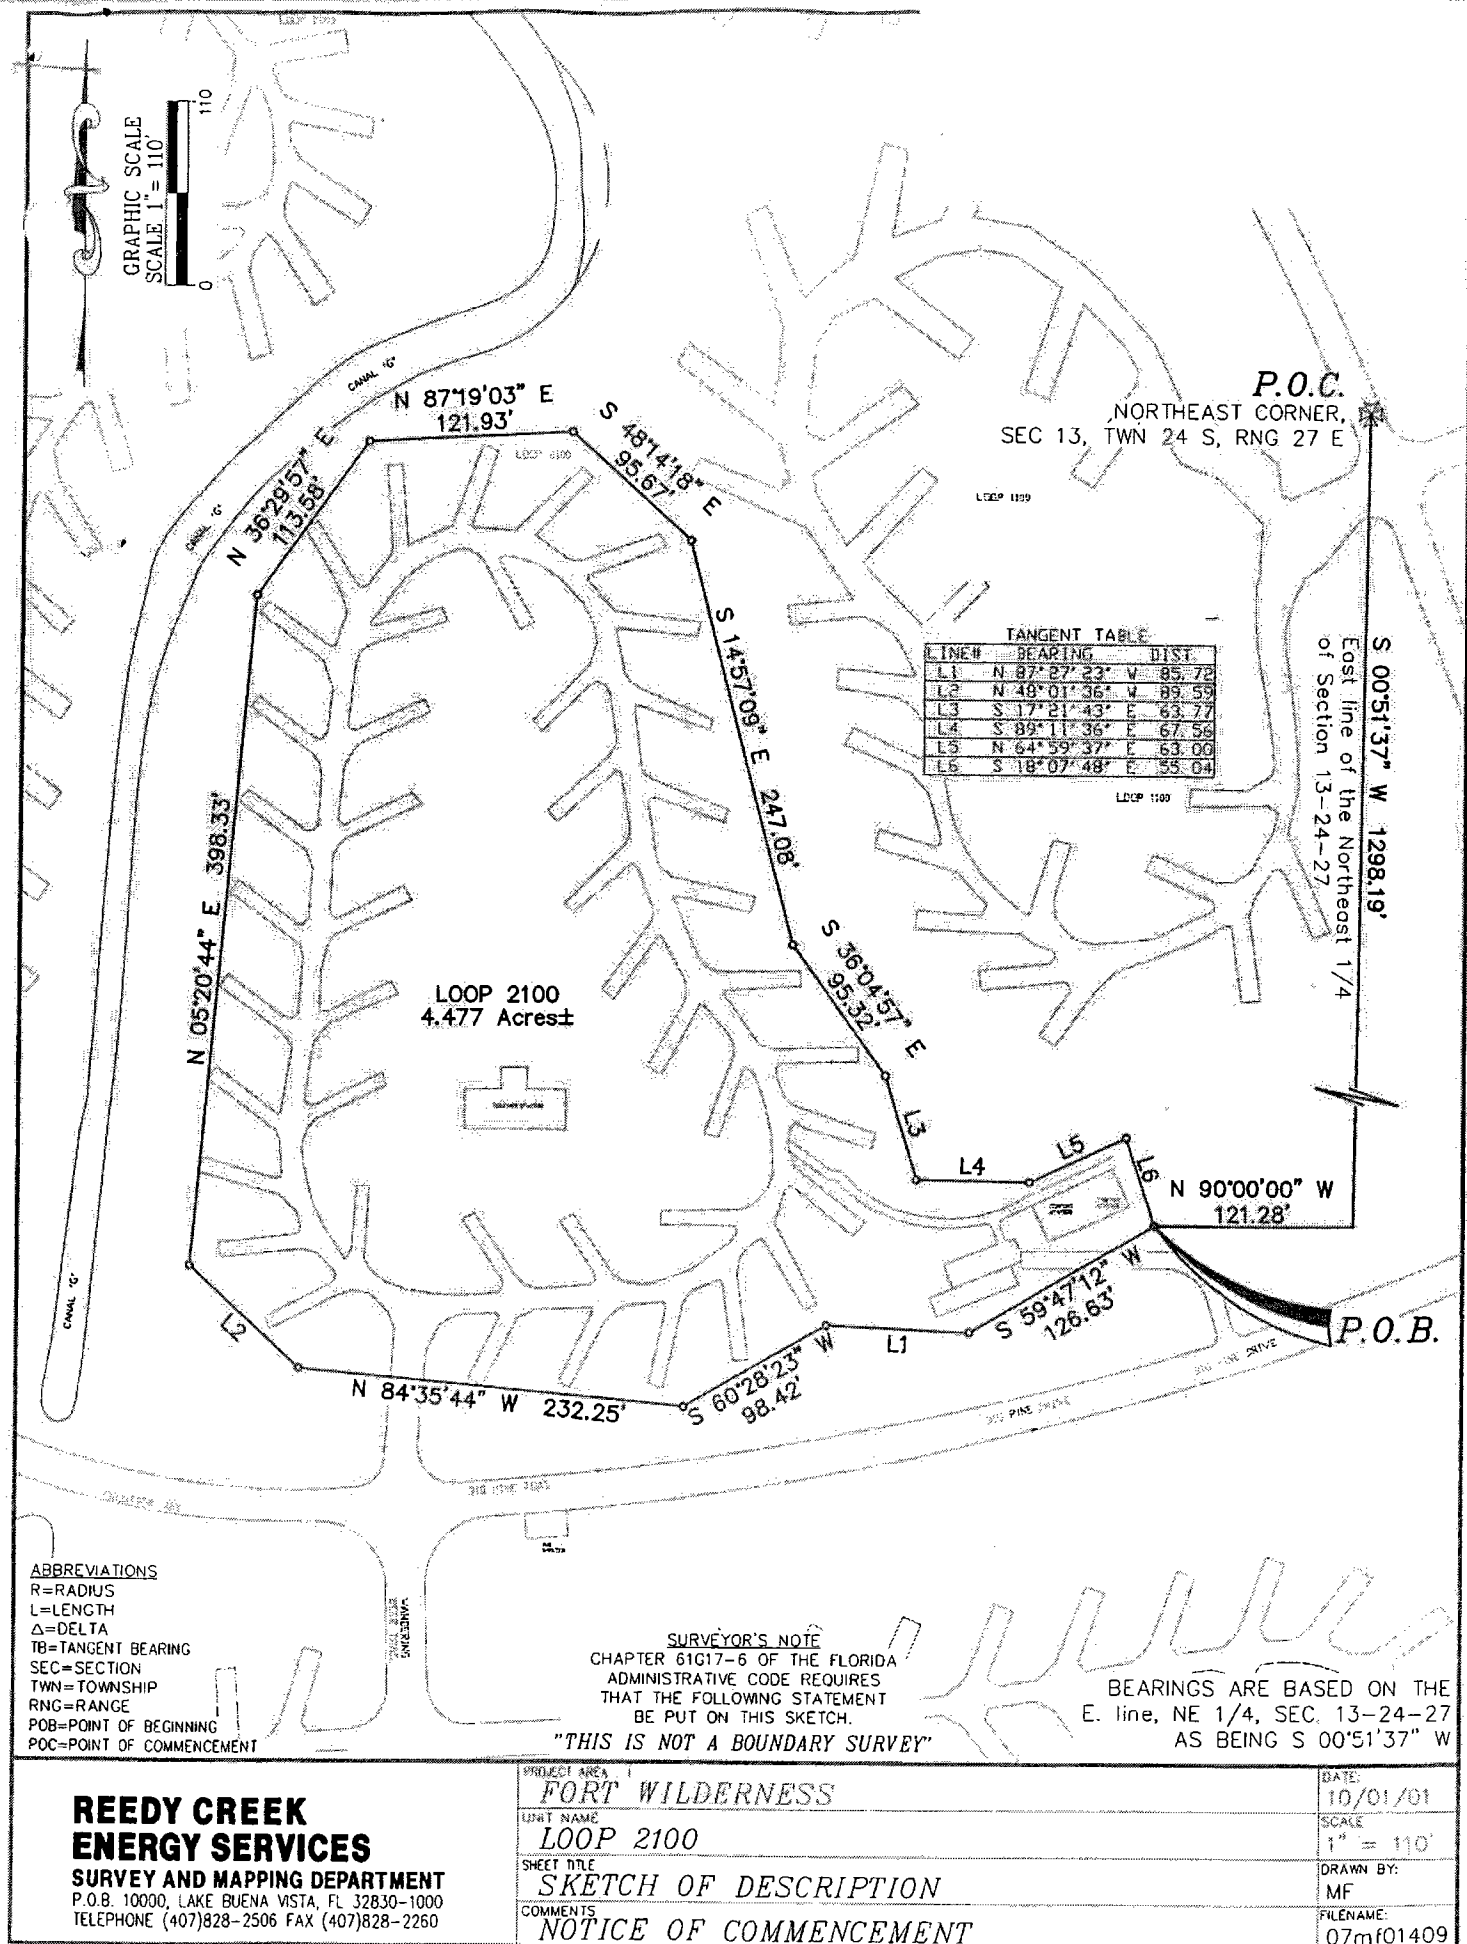 GRAPHIC SCALE
SCALE 1"= 110'
0
110
CANAL "G"
N 87°19'03" E
121.93'
S 48°14'18" E
95.67'
N 36°29'57" E
113.58'
CANAL "G"
LOOP 2100
P.O.C.
NORTHEAST CORNER,
SEC 13, TWN 24 S, RNG 27 E
S 14°57'09" E 247.08'
TANGENT TABLE
LINE# BEARING DIST.
L1 N 87°27'23" W 85.72
L2 N 48°01'36" W 89.59
L3 S 17°21'43" E 63.77
L4 S 89°11'36" E 67.56
L5 N 64°59'37" E 63.00
L6 S 18°07'48" E 55.04
LOOP 1100
S 00°51'37" W 1298.19'
East line of the Northeast 1/4
of Section 13-24-27
N 05°20'44" E 398.33'
LOOP 2100
4.477 Acres±
S 36°04'57" E
95.32'
L3
L4
L5
L6
N 90°00'00" W
121.28'
P.O.B.
S 59°47'12" W
126.63'
L1
S 60°28'23" W
98.42'
L2
N 84°35'44" W 232.25'
CANAL "G"
BIG PINE DRIVE
BIG PINE DRIVE
ABBREVIATIONS
R=RADIUS
L=LENGTH
Δ=DELTA
TB=TANGENT BEARING
SEC=SECTION
TWN=TOWNSHIP
RNG=RANGE
POB=POINT OF BEGINNING
POC=POINT OF COMMENCEMENT
SURVEYOR'S NOTE
CHAPTER 61G17-6 OF THE FLORIDA
ADMINISTRATIVE CODE REQUIRES
THAT THE FOLLOWING STATEMENT
BE PUT ON THIS SKETCH.
"THIS IS NOT A BOUNDARY SURVEY"
BEARINGS ARE BASED ON THE
E. line, NE 1/4, SEC. 13-24-27
AS BEING S 00°51'37" W
REEDY CREEK
ENERGY SERVICES
SURVEY AND MAPPING DEPARTMENT
P.O.B. 10000, LAKE BUENA VISTA, FL 32830-1000
TELEPHONE (407)828-2506 FAX (407)828-2260
PROJECT AREA
FORT WILDERNESS
UNIT NAME
LOOP 2100
SHEET TITLE
SKETCH OF DESCRIPTION
COMMENTS
NOTICE OF COMMENCEMENT
DATE:
10/01/01
SCALE
1" = 110'
DRAWN BY:
MF
FILENAME:
07mf01409